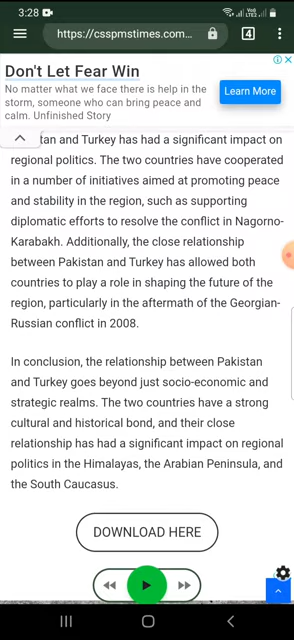 3:28
https://csspmstimes.com...
4
Don't Let Fear Win
No matter what we face there is help in the
storm, someone who can bring peace and
calm. Unfinished Story
Learn More
tan and Turkey has had a significant impact on
regional politics. The two countries have cooperated
in a number of initiatives aimed at promoting peace
and stability in the region, such as supporting
diplomatic efforts to resolve the conflict in Nagorno-
Karabakh. Additionally, the close relationship
between Pakistan and Turkey has allowed both
countries to play a role in shaping the future of the
region, particularly in the aftermath of the Georgian-
Russian conflict in 2008.
In conclusion, the relationship between Pakistan
and Turkey goes beyond just socio-economic and
strategic realms. The two countries have a strong
cultural and historical bond, and their close
relationship has had a significant impact on regional
politics in the Himalayas, the Arabian Peninsula, and
the South Caucasus.
DOWNLOAD HERE